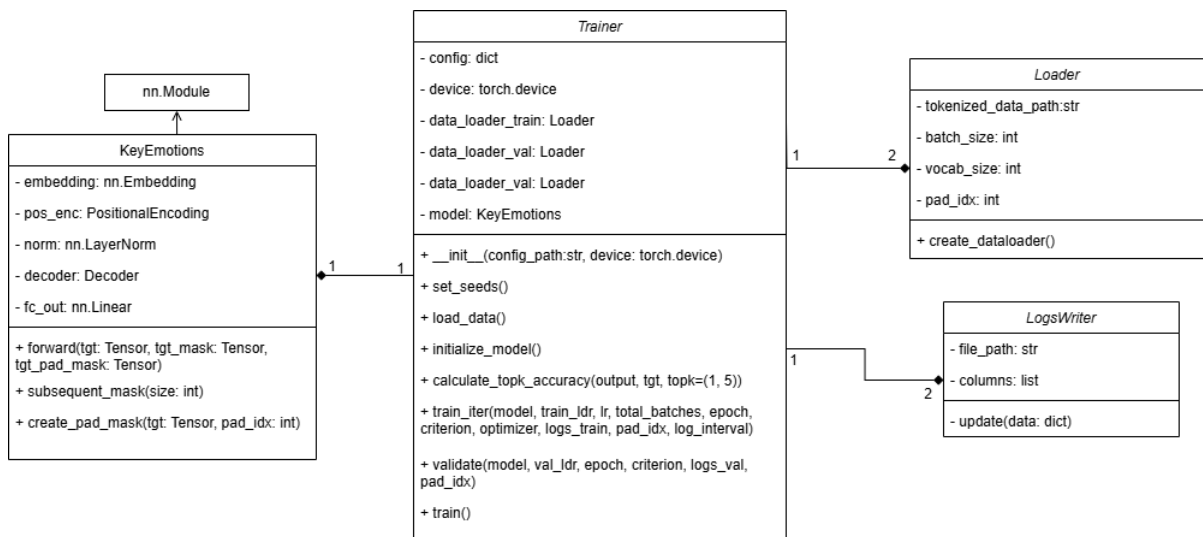 nn.Module
KeyEmotions
- embedding: nn.Embedding
- pos_enc: PositionalEncoding
- norm: nn.LayerNorm
- decoder: Decoder
- fc_out: nn.Linear
+ forward(tgt: Tensor, tgt_mask: Tensor,
tgt_pad_mask: Tensor)
+ subsequent_mask(size: int)
+ create_pad_mask(tgt: Tensor, pad_idx: int)
1
1
Trainer
- config: dict
- device: torch.device
- data_loader_train: Loader
- data_loader_val: Loader
- data_loader_val: Loader
- model: KeyEmotions
+ __init__(config_path:str, device: torch.device)
+ set_seeds()
+ load_data()
+ initialize_model()
+ calculate_topk_accuracy(output, tgt, topk=(1, 5))
+ train_iter(model, train_ldr, lr, total_batches, epoch,
criterion, optimizer, logs_train, pad_idx, log_interval)
+ validate(model, val_ldr, epoch, criterion, logs_val,
pad_idx)
+ train()
1
2
Loader
- tokenized_data_path:str
- batch_size: int
- vocab_size: int
- pad_idx: int
+ create_dataloader()
1
2
LogsWriter
- file_path: str
- columns: list
- update(data: dict)